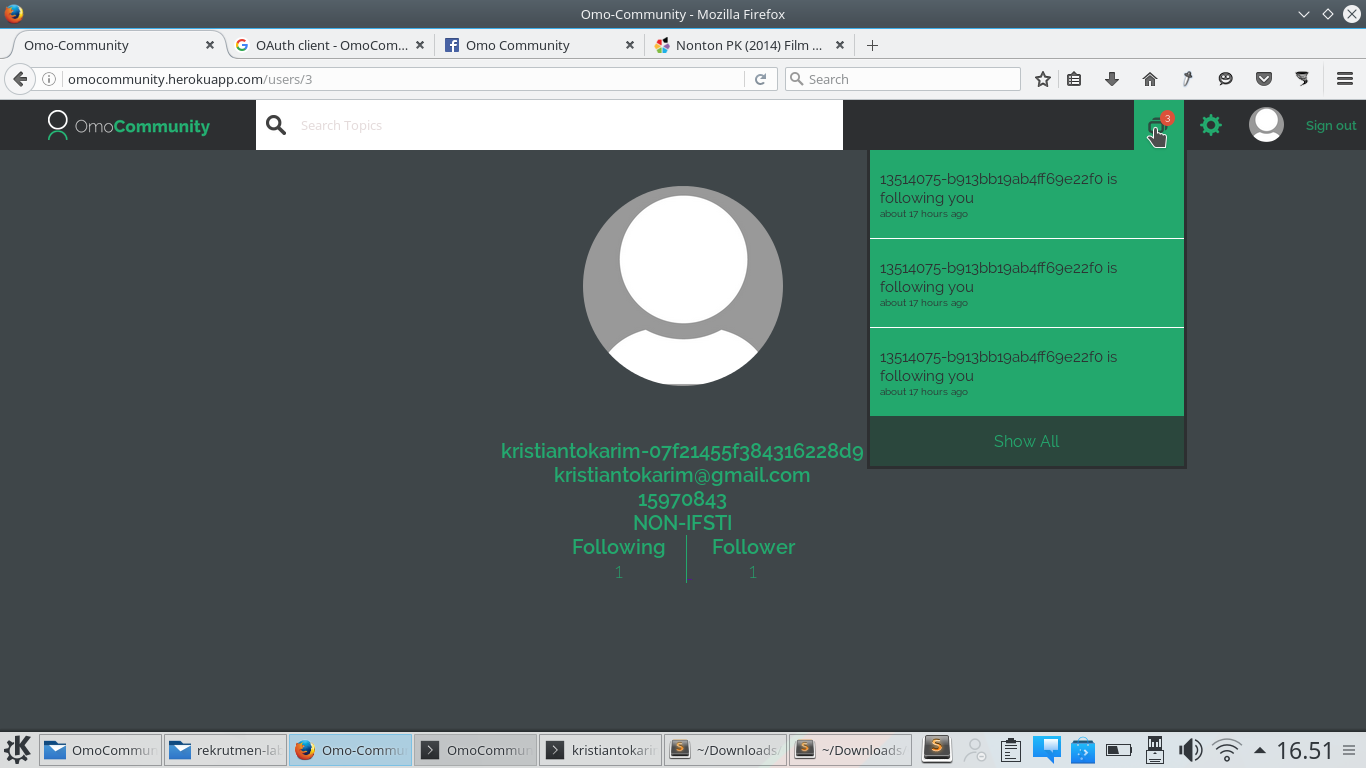 Omo-Community - Mozilla Firefox
Omo-Community
OAuth client - OmoCom...
Omo Community
Nonton PK (2014) Film ...
omocommunity.herokuapp.com/users/3
Search
OmoCommunity
Search Topics
3
Sign out
13514075-b913bb19ab4ff69e22f0 is
following you
about 17 hours ago
13514075-b913bb19ab4ff69e22f0 is
following you
about 17 hours ago
13514075-b913bb19ab4ff69e22f0 is
following you
about 17 hours ago
Show All
kristiantokarim-07f21455f384316228d9
kristiantokarim@gmail.com
15970843
NON-IFSTI
Following
Follower
1
1
OmoCommun
rekrutmen-la
Omo-Commu
OmoCommu
kristiantokari
~/Downloads/
~/Downloads/
16.51